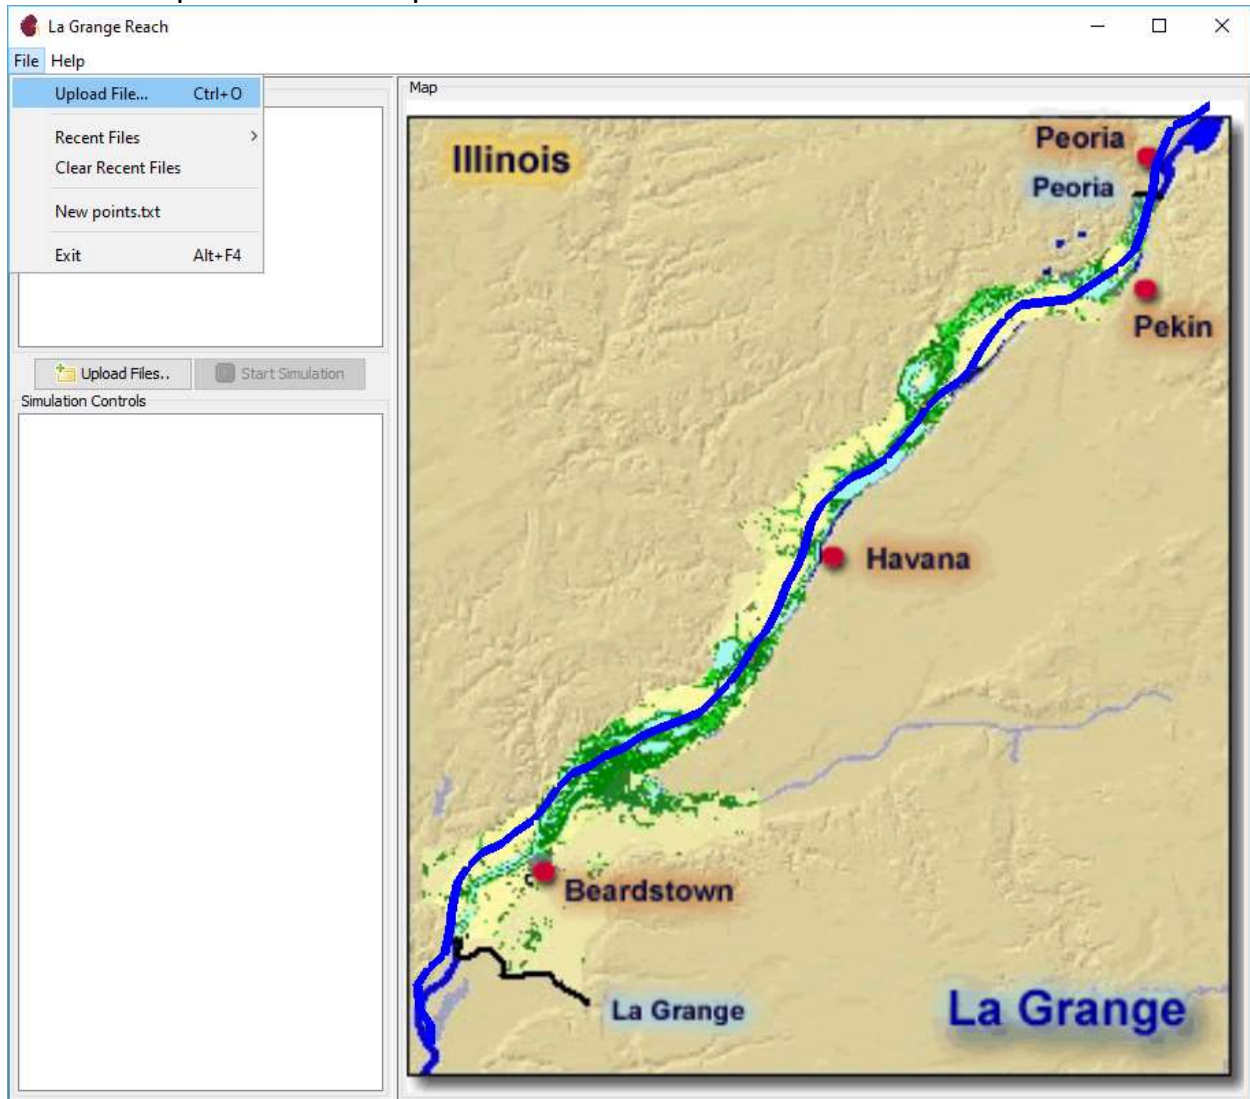 La Grange Reach
File Help
Upload File... Ctrl+O
Recent Files
Clear Recent Files
New points.txt
Exit Alt+F4
Upload Files..
Start Simulation
Simulation Controls
Map
Illinois
Peoria
Peoria
Pekin
Havana
Beardstown
La Grange
La Grange